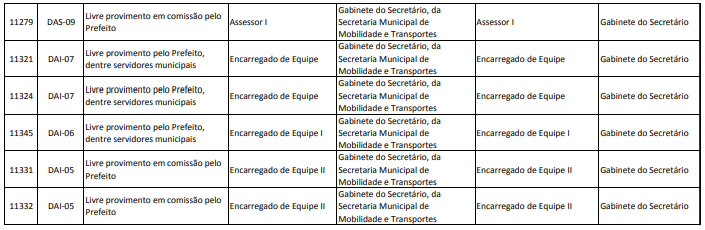 11279 DAS-09 Livre provimento em comissão pelo Prefeito Assessor I Gabinete do Secretário, da Secretaria Municipal de Mobilidade e Transportes Assessor I Gabinete do Secretário
11321 DAI-07 Livre provimento pelo Prefeito, dentre servidores municipais Encarregado de Equipe Gabinete do Secretário, da Secretaria Municipal de Mobilidade e Transportes Encarregado de Equipe Gabinete do Secretário
11324 DAI-07 Livre provimento pelo Prefeito, dentre servidores municipais Encarregado de Equipe Gabinete do Secretário, da Secretaria Municipal de Mobilidade e Transportes Encarregado de Equipe Gabinete do Secretário
11345 DAI-06 Livre provimento pelo Prefeito, dentre servidores municipais Encarregado de Equipe I Gabinete do Secretário, da Secretaria Municipal de Mobilidade e Transportes Encarregado de Equipe I Gabinete do Secretário
11331 DAI-05 Livre provimento em comissão pelo Prefeito Encarregado de Equipe II Gabinete do Secretário, da Secretaria Municipal de Mobilidade e Transportes Encarregado de Equipe II Gabinete do Secretário
11332 DAI-05 Livre provimento em comissão pelo Prefeito Encarregado de Equipe II Gabinete do Secretário, da Secretaria Municipal de Mobilidade e Transportes Encarregado de Equipe II Gabinete do Secretário